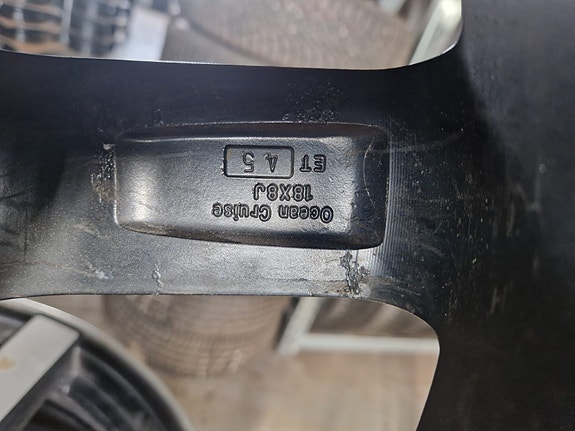 Ocean Cruise
18X8J
ET 45